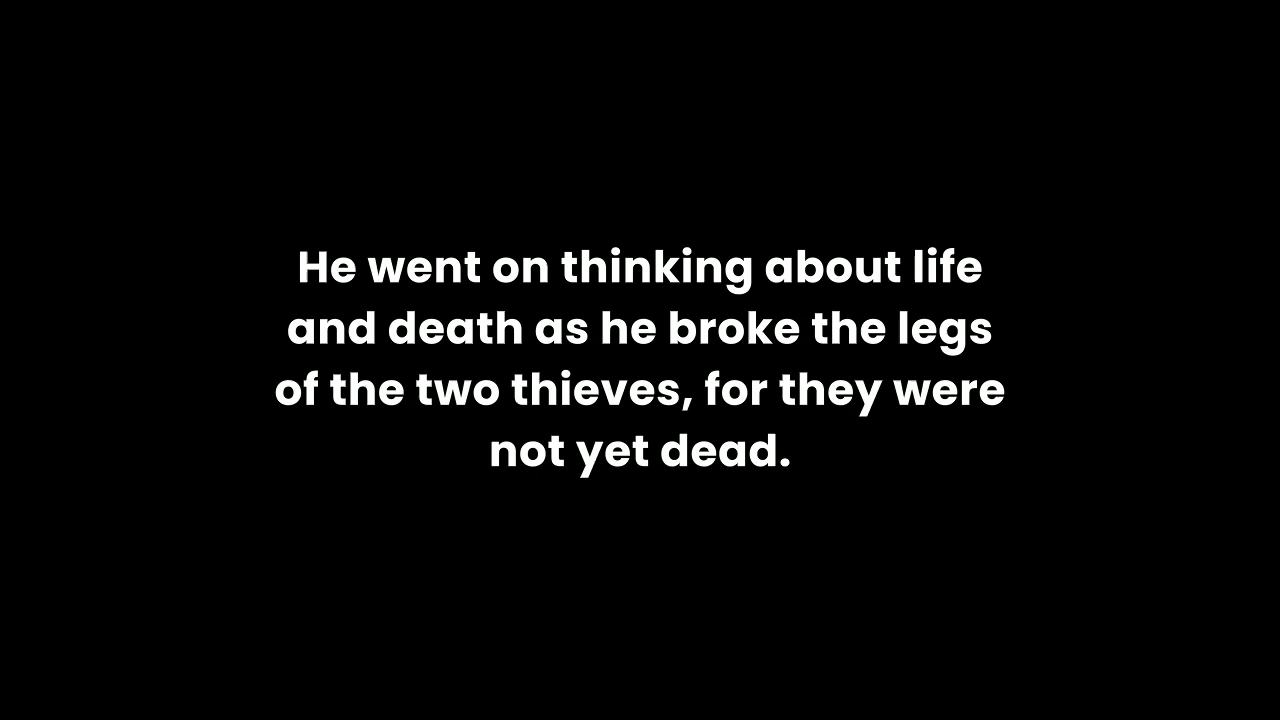 He went on thinking about life
and death as he broke the legs
of the two thieves, for they were
not yet dead.